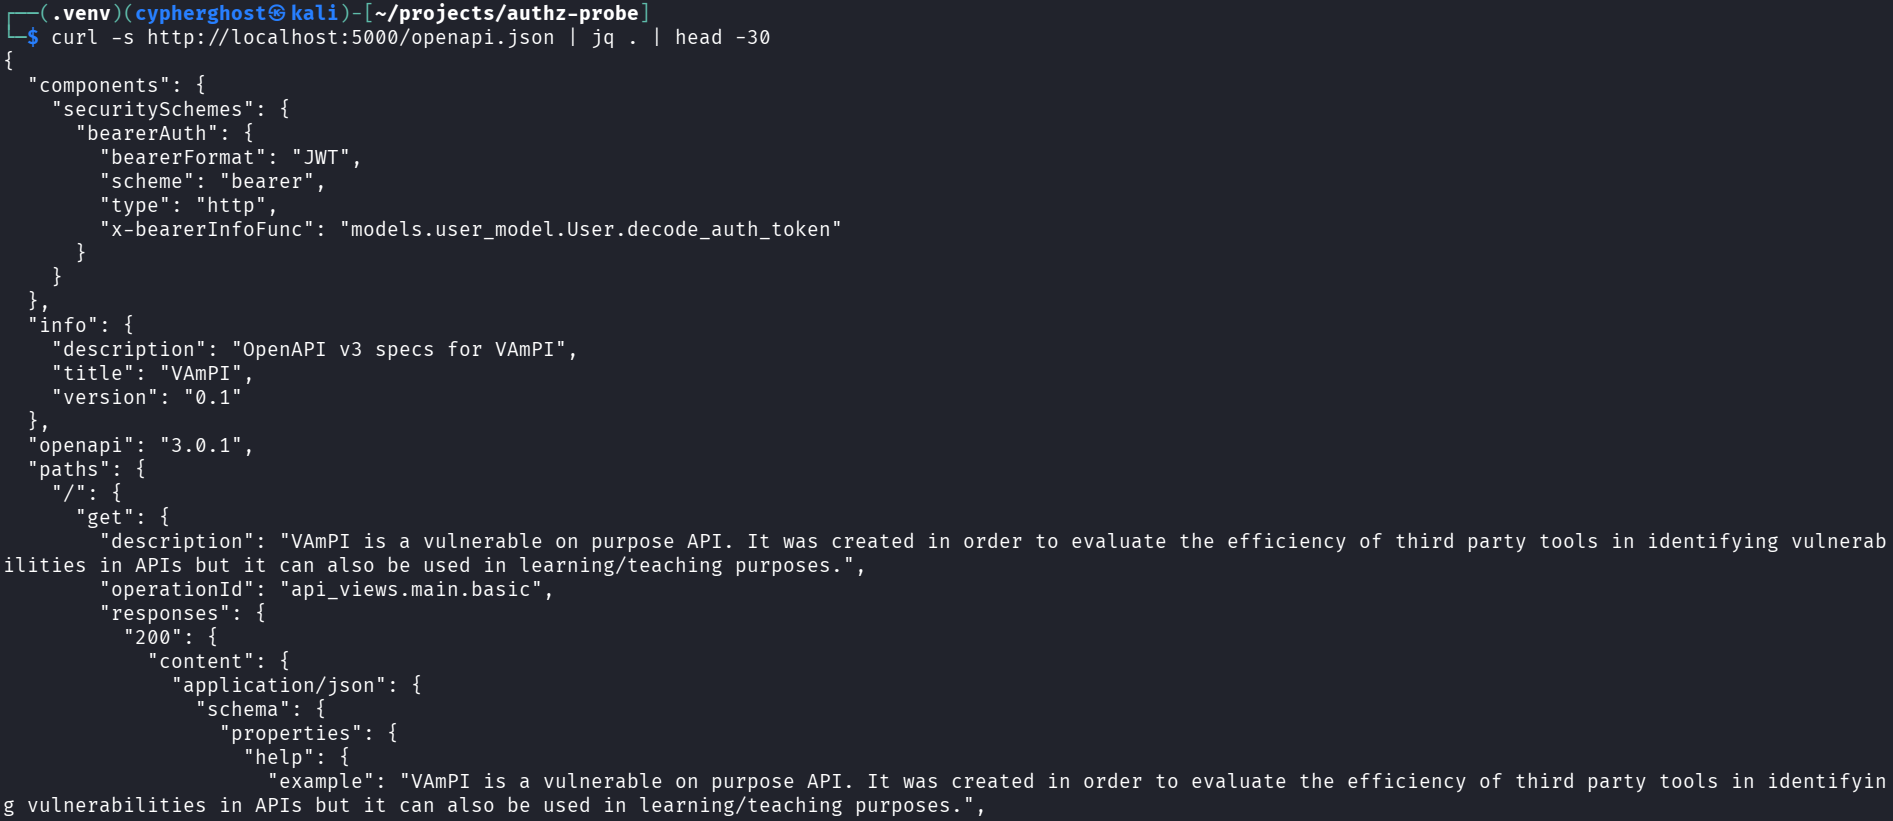 ┌──(.venv)(cypherghost㉿kali)-[~/projects/authz-probe]
└─$ curl -s http://localhost:5000/openapi.json | jq . | head -30
{
  "components": {
    "securitySchemes": {
      "bearerAuth": {
        "bearerFormat": "JWT",
        "scheme": "bearer",
        "type": "http",
        "x-bearerInfoFunc": "models.user_model.User.decode_auth_token"
      }
    }
  },
  "info": {
    "description": "OpenAPI v3 specs for VAmPI",
    "title": "VAmPI",
    "version": "0.1"
  },
  "openapi": "3.0.1",
  "paths": {
    "/": {
      "get": {
        "description": "VAmPI is a vulnerable on purpose API. It was created in order to evaluate the efficiency of third party tools in identifying vulnerab
ilities in APIs but it can also be used in learning/teaching purposes.",
        "operationId": "api_views.main.basic",
        "responses": {
          "200": {
            "content": {
              "application/json": {
                "schema": {
                  "properties": {
                    "help": {
                      "example": "VAmPI is a vulnerable on purpose API. It was created in order to evaluate the efficiency of third party tools in identifyin
g vulnerabilities in APIs but it can also be used in learning/teaching purposes.",